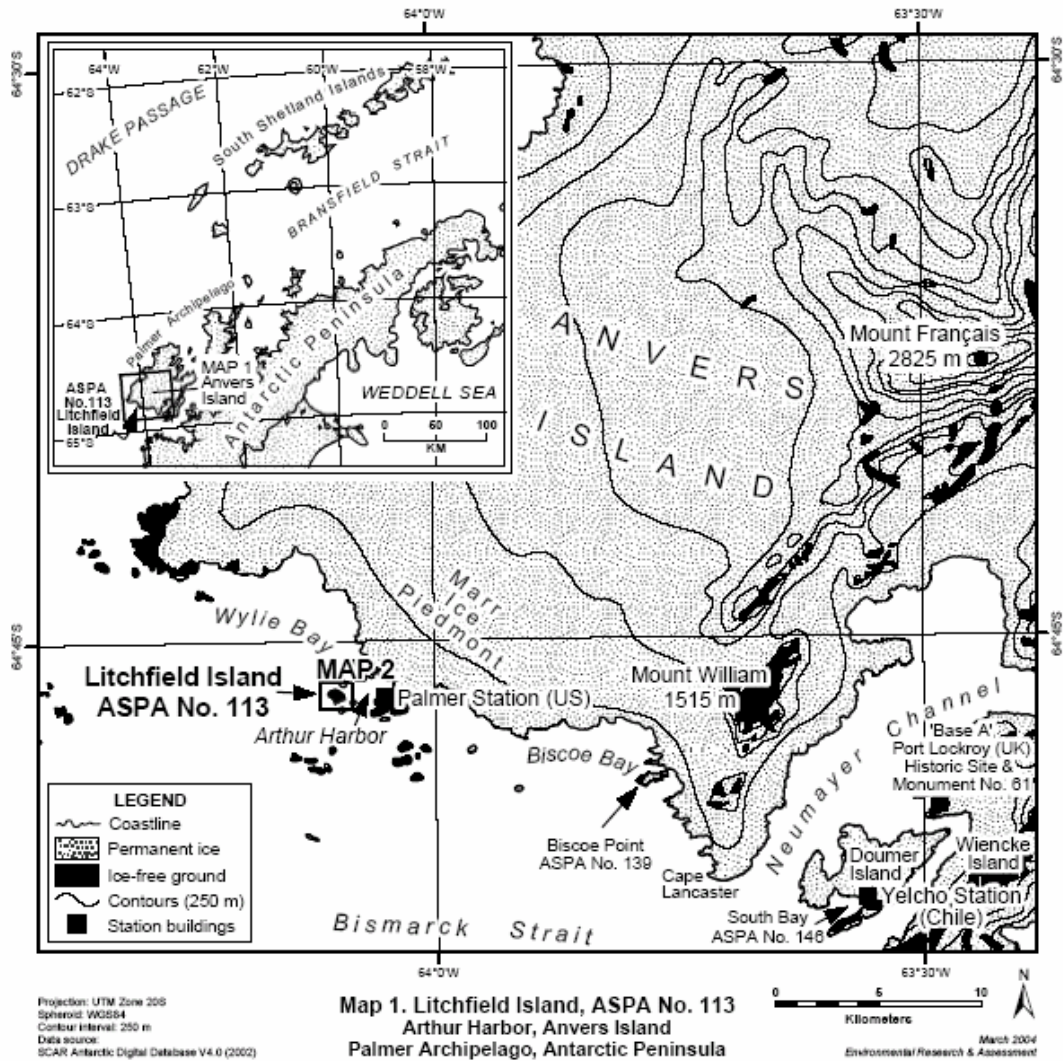 64°0'W
63°30'W
64°30'S
64°30'S
64°W
62°W
60°W
58°W
62°S
63°S
64°S
65°S
DRAKE PASSAGE
South Shetland Islands
BRANSFIELD STRAIT
Palmer Archipelago
Antarctic Peninsula
MAP 1
Anvers
Island
ASPA
No.113
Litchfield
Island
WEDDELL SEA
0 50 100
KM
ANVERS
ISLAND
Mount Français
2825 m
Marr
Ice
Piedmont
Wylie Bay
64°45'S
64°45'S
Litchfield Island
ASPA No. 113
MAP 2
Palmer Station (US)
Arthur Harbor
Mount William
1515 m
Biscoe Bay
Biscoe Point
ASPA No. 139
Cape
Lancaster
Neumayer Channel
'Base A',
Port Lockroy (UK)
Historic Site &
Monument No. 61
Doumer
Island
Wiencke
Island
Yelcho Station
(Chile)
South Bay
ASPA No. 146
Bismarck Strait
LEGEND
Coastline
Permanent ice
Ice-free ground
Contours (250 m)
Station buildings
64°0'W
63°30'W
Projection: UTM Zone 20S
Spheroid: WGS84
Contour interval: 250 m
Data source:
SCAR Antarctic Digital Database V4.0 (2002)
Map 1. Litchfield Island, ASPA No. 113
Arthur Harbor, Anvers Island
Palmer Archipelago, Antarctic Peninsula
0 5 10
Kilometers
N
March 2004
Environmental Research & Assessment